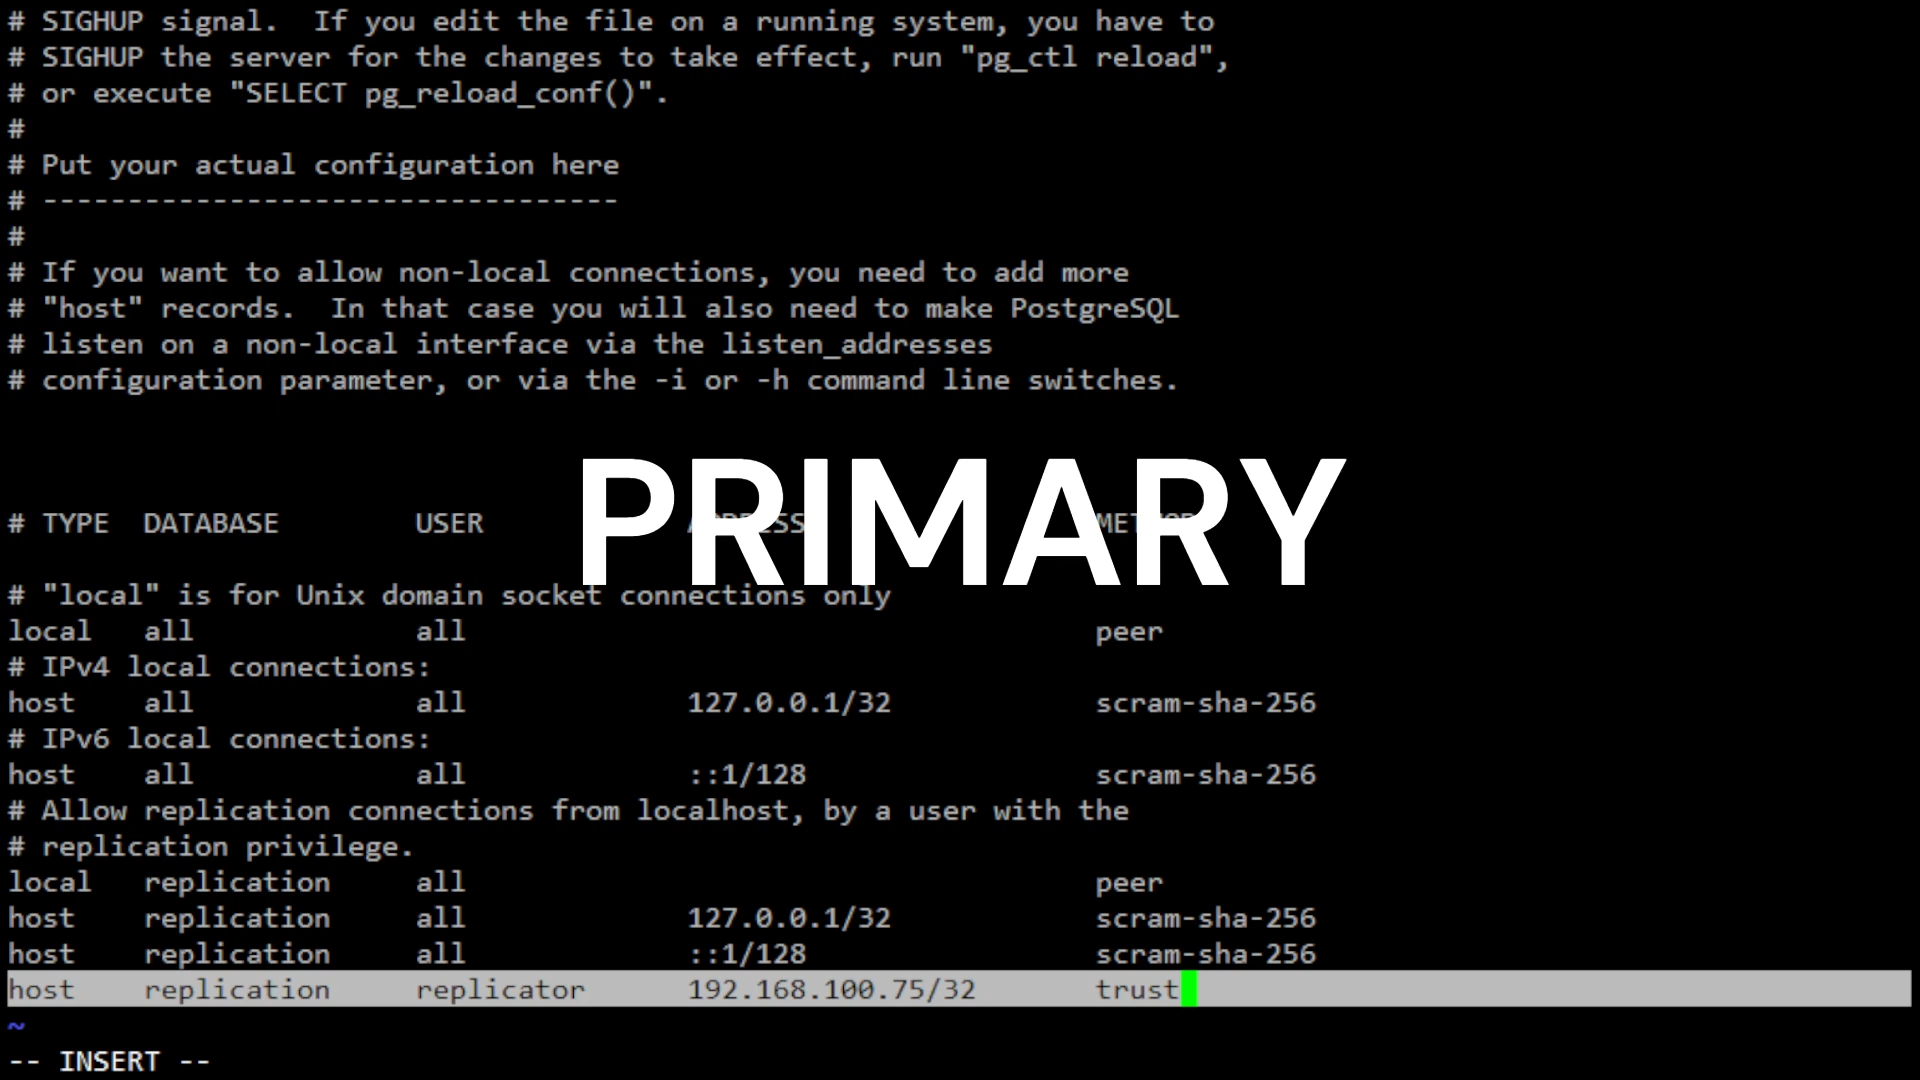 # SIGHUP signal.  If you edit the file on a running system, you have to
# SIGHUP the server for the changes to take effect, run "pg_ctl reload",
# or execute "SELECT pg_reload_conf()".
#
# Put your actual configuration here
# ----------------------------------
#
# If you want to allow non-local connections, you need to add more
# "host" records.  In that case you will also need to make PostgreSQL
# listen on a non-local interface via the listen_addresses
# configuration parameter, or via the -i or -h command line switches.
PRIMARY
# TYPE  DATABASE        USER            ADDRESS                 METHOD
# "local" is for Unix domain socket connections only
local   all             all                                     peer
# IPv4 local connections:
host    all             all             127.0.0.1/32            scram-sha-256
# IPv6 local connections:
host    all             all             ::1/128                 scram-sha-256
# Allow replication connections from localhost, by a user with the
# replication privilege.
local   replication     all                                     peer
host    replication     all             127.0.0.1/32            scram-sha-256
host    replication     all             ::1/128                 scram-sha-256
host    replication     replicator      192.168.100.75/32       trust
~
-- INSERT --